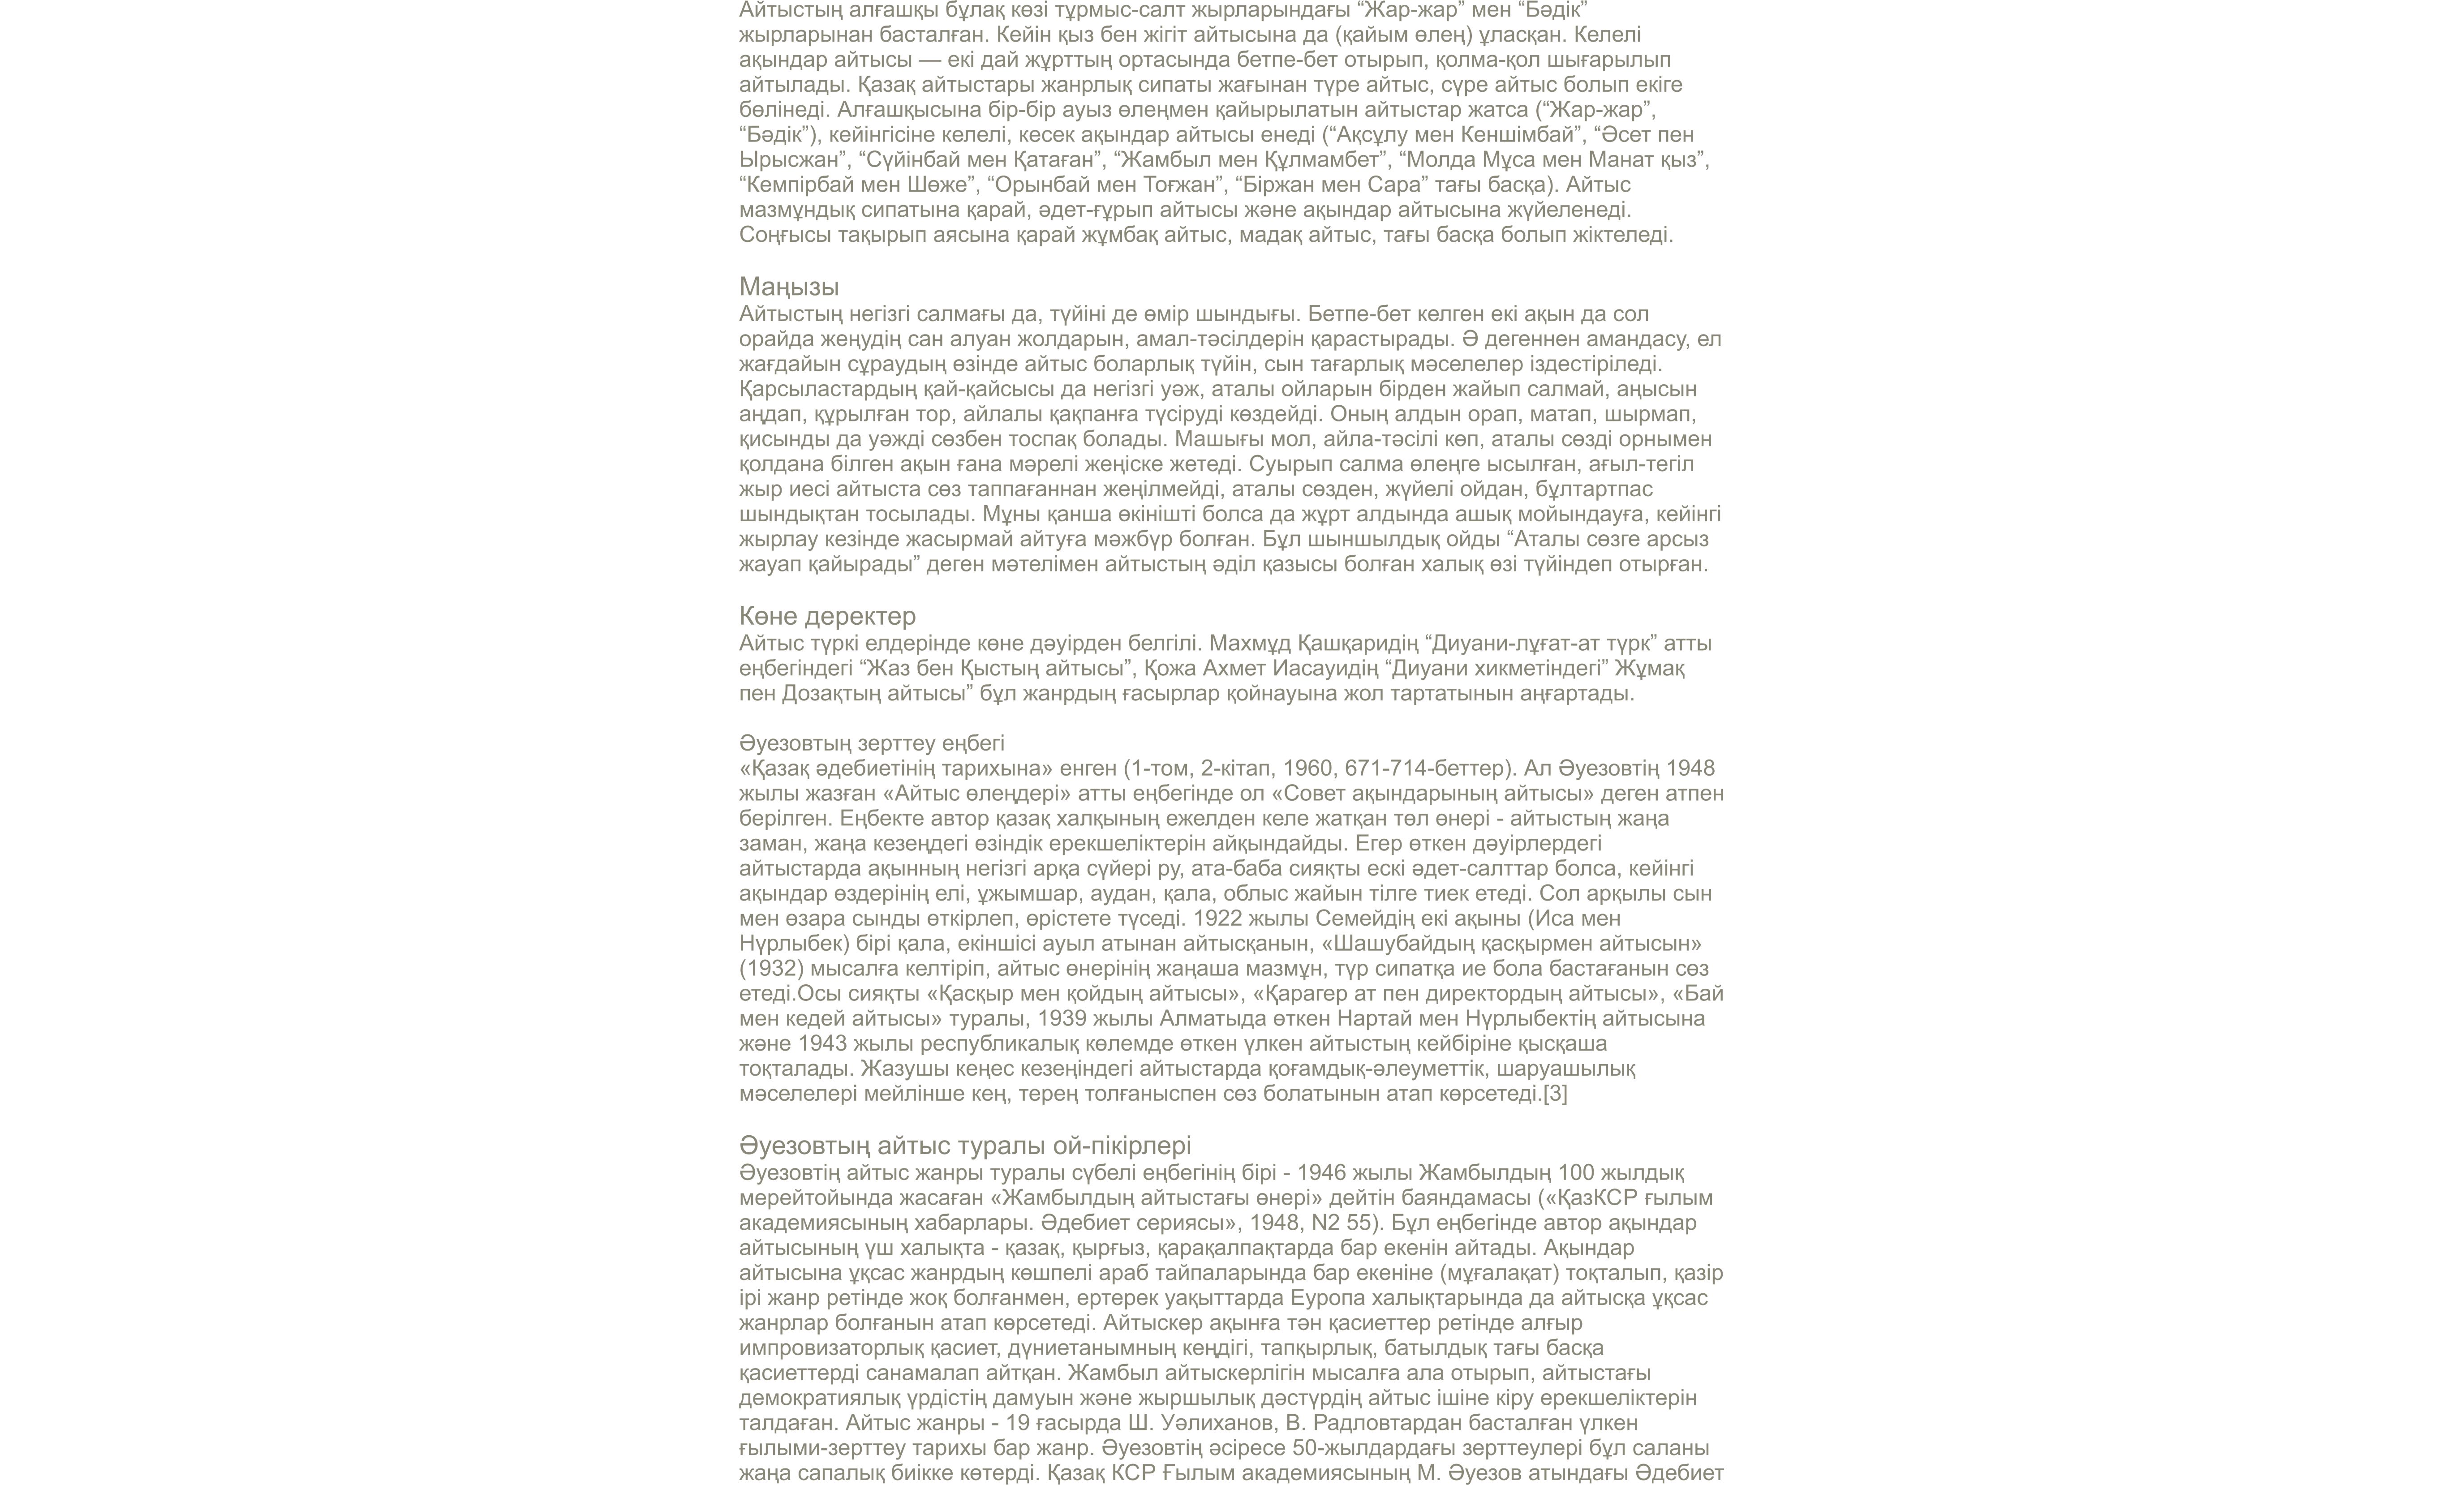 Айтыстың алғашқы бұлақ көзі тұрмыс-салт жырларындағы “Жар-жар” мен “Бәдік”
жырларынан басталған. Кейін қыз бен жігіт айтысына да (қайым өлең) ұласқан. Келелі
ақындар айтысы — екі дай жұрттың ортасында бетпе-бет отырып, қолма-қол шығарылып
айтылады. Қазақ айтыстары жанрлық сипаты жағынан түре айтыс, сүре айтыс болып екіге
бөлінеді. Алғашқысына бір-бір ауыз өлеңмен қайырылатын айтыстар жатса (“Жар-жар”,
“Бәдік”), кейінгісіне келелі, кесек ақындар айтысы енеді (“Ақсұлу мен Кеншімбай”, “Әсет пен
Ырысжан”, “Сүйінбай мен Қатаған”, “Жамбыл мен Құлмамбет”, “Молда Мұса мен Манат қыз”,
“Кемпірбай мен Шөже”, “Орынбай мен Тоғжан”, “Біржан мен Сара” тағы басқа). Айтыс
мазмұндық сипатына қарай, әдет-ғұрып айтысы және ақындар айтысына жүйеленеді.
Соңғысы тақырып аясына қарай жұмбақ айтыс, мадақ айтыс, тағы басқа болып жіктеледі.
Маңызы
Айтыстың негізгі салмағы да, түйіні де өмір шындығы. Бетпе-бет келген екі ақын да сол
орайда жеңудің сан алуан жолдарын, амал-тәсілдерін қарастырады. Ә дегеннен амандасу, ел
жағдайын сұраудың өзінде айтыс боларлық түйін, сын тағарлық мәселелер іздестіріледі.
Қарсыластардың қай-қайсысы да негізгі уәж, аталы ойларын бірден жайып салмай, аңысын
аңдап, құрылған тор, айлалы қақпанға түсіруді көздейді. Оның алдын орап, матап, шырмап,
қисынды да уәжді сөзбен тоспақ болады. Машығы мол, айла-тәсілі көп, аталы сөзді орнымен
қолдана білген ақын ғана мәрелі жеңіске жетеді. Суырып салма өлеңге ысылған, ағыл-тегіл
жыр иесі айтыста сөз таппағаннан жеңілмейді, аталы сөзден, жүйелі ойдан, бұлтартпас
шындықтан тосылады. Мұны қанша өкінішті болса да жұрт алдында ашық мойындауға, кейінгі
жырлау кезінде жасырмай айтуға мәжбүр болған. Бұл шыншылдық ойды “Аталы сөзге арсыз
жауап қайырады” деген мәтелімен айтыстың әділ қазысы болған халық өзі түйіндеп отырған.
Көне деректер
Айтыс түркі елдерінде көне дәуірден белгілі. Махмұд Қашқаридің “Диуани-лұғат-ат түрк” атты
еңбегіндегі “Жаз бен Қыстың айтысы”, Қожа Ахмет Иасауидің “Диуани хикметіндегі” Жұмақ
пен Дозақтың айтысы” бұл жанрдың ғасырлар қойнауына жол тартатынын аңғартады.
Әуезовтың зерттеу еңбегі
«Қазақ әдебиетінің тарихына» енген (1-том, 2-кітап, 1960, 671-714-беттер). Ал Әуезовтің 1948
жылы жазған «Айтыс өлеңдері» атты еңбегінде ол «Совет ақындарының айтысы» деген атпен
берілген. Еңбекте автор қазақ халқының ежелден келе жатқан төл өнері - айтыстың жаңа
заман, жаңа кезеңдегі өзіндік ерекшеліктерін айқындайды. Егер өткен дәуірлердегі
айтыстарда ақынның негізгі арқа сүйері ру, ата-баба сияқты ескі әдет-салттар болса, кейінгі
ақындар өздерінің елі, ұжымшар, аудан, қала, облыс жайын тілге тиек етеді. Сол арқылы сын
мен өзара сынды өткірлеп, өрістете түседі. 1922 жылы Семейдің екі ақыны (Иса мен
Нүрлыбек) бірі қала, екіншісі ауыл атынан айтысқанын, «Шашубайдың қасқырмен айтысын»
(1932) мысалға келтіріп, айтыс өнерінің жаңаша мазмұн, түр сипатқа ие бола бастағанын сөз
етеді.Осы сияқты «Қасқыр мен қойдың айтысы», «Қарагер ат пен директордың айтысы», «Бай
мен кедей айтысы» туралы, 1939 жылы Алматыда өткен Нартай мен Нүрлыбектің айтысына
және 1943 жылы республикалық көлемде өткен үлкен айтыстың кейбіріне қысқаша
тоқталады. Жазушы кеңес кезеңіндегі айтыстарда қоғамдық-әлеуметтік, шаруашылық
мәселелері мейлінше кең, терең толғаныспен сөз болатынын атап көрсетеді.[3]
Әуезовтың айтыс туралы ой-пікірлері
Әуезовтің айтыс жанры туралы сүбелі еңбегінің бірі - 1946 жылы Жамбылдың 100 жылдық
мерейтойында жасаған «Жамбылдың айтыстағы өнері» дейтін баяндамасы («ҚазКСР ғылым
академиясының хабарлары. Әдебиет сериясы», 1948, N2 55). Бұл еңбегінде автор ақындар
айтысының үш халықта - қазақ, қырғыз, қарақалпақтарда бар екенін айтады. Ақындар
айтысына ұқсас жанрдың көшпелі араб тайпаларында бар екеніне (мұғалақат) тоқталып, қазір
ірі жанр ретінде жоқ болғанмен, ертерек уақыттарда Еуропа халықтарында да айтысқа ұқсас
жанрлар болғанын атап көрсетеді. Айтыскер ақынға тән қасиеттер ретінде алғыр
импровизаторлық қасиет, дүниетанымның кеңдігі, тапқырлық, батылдық тағы басқа
қасиеттерді санамалап айтқан. Жамбыл айтыскерлігін мысалға ала отырып, айтыстағы
демократиялық үрдістің дамуын және жыршылық дәстүрдің айтыс ішіне кіру ерекшеліктерін
талдаған. Айтыс жанры - 19 ғасырда Ш. Уәлиханов, В. Радловтардан басталған үлкен
ғылыми-зерттеу тарихы бар жанр. Әуезовтің әсіресе 50-жылдардағы зерттеулері бұл саланы
жаңа сапалық биікке көтерді. Қазақ КСР Ғылым академиясының М. Әуезов атындағы Әдебиет